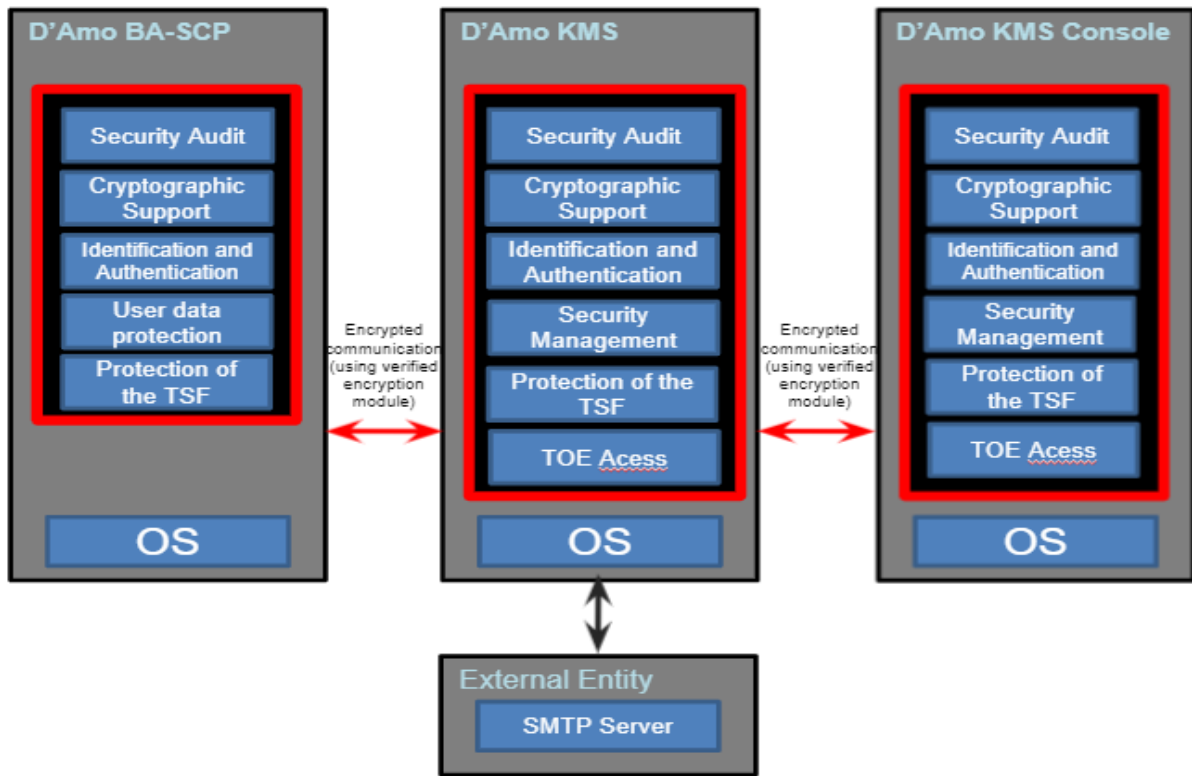 D'Amo BA-SCP
Security Audit
Cryptographic
Support
Identification and
Authentication
User data
protection
Protection of
the TSF
OS
Encrypted
communication
(using verified
encryption
module)
D'Amo KMS
Security Audit
Cryptographic
Support
Identification and
Authentication
Security
Management
Protection of the
TSF
TOE Acess
OS
Encrypted
communication
(using verified
encryption
module)
D'Amo KMS Console
Security Audit
Cryptographic
Support
Identification and
Authentication
Security
Management
Protection of
the TSF
TOE Acess
OS
External Entity
SMTP Server